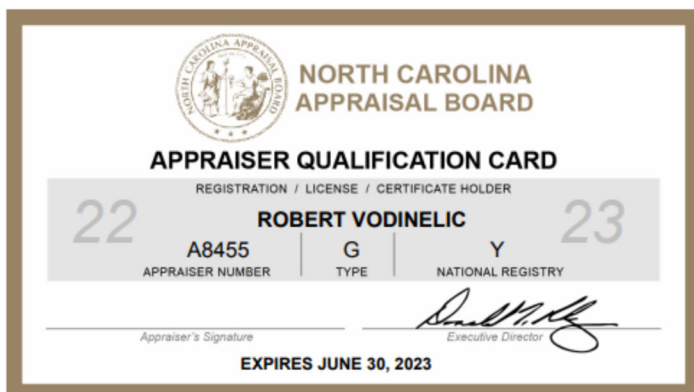 NORTH CAROLINA APPRAISAL BOARD
NORTH CAROLINA
APPRAISAL BOARD
APPRAISER QUALIFICATION CARD
REGISTRATION / LICENSE / CERTIFICATE HOLDER
22
ROBERT VODINELIC
23
A8455 G Y
APPRAISER NUMBER TYPE NATIONAL REGISTRY
Appraiser's Signature Executive Director
EXPIRES JUNE 30, 2023